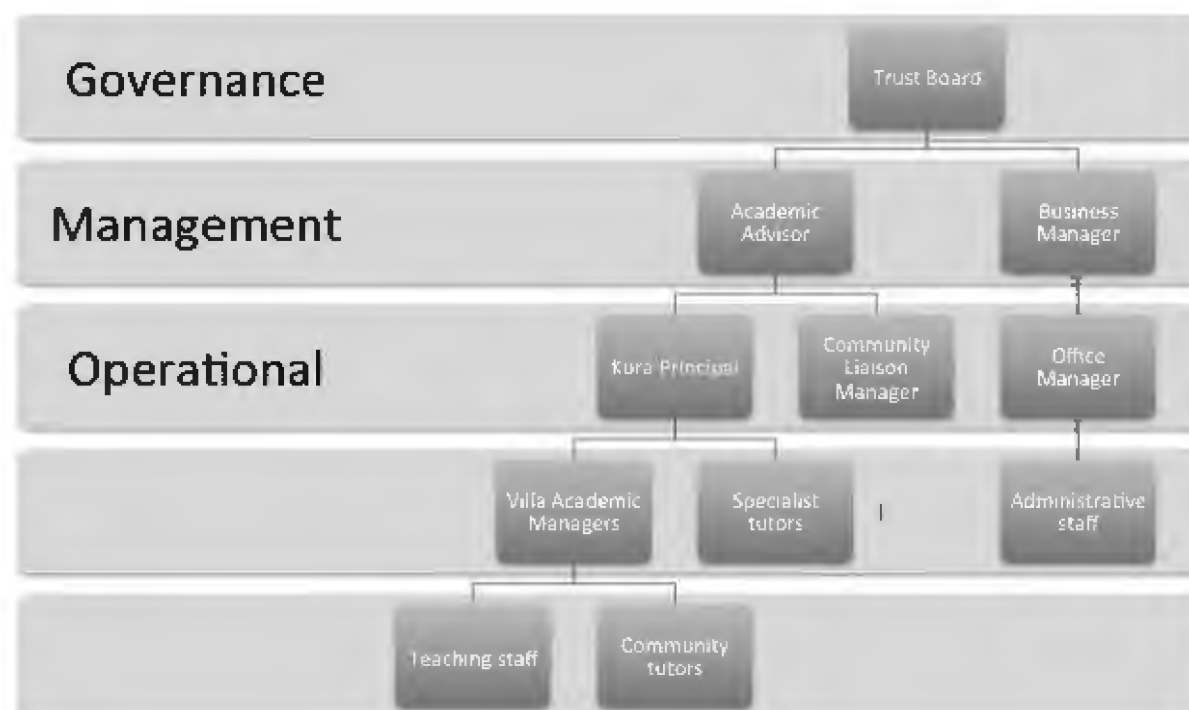 Governance
Trust Board
Management
Academic
Advisor
Business
Manager
Operational
Kura Principal
Community
Liaison
Manager
Office
Manager
Villa Academic
Managers
Specialist
tutors
Administrative
staff
Teaching staff
Community
tutors